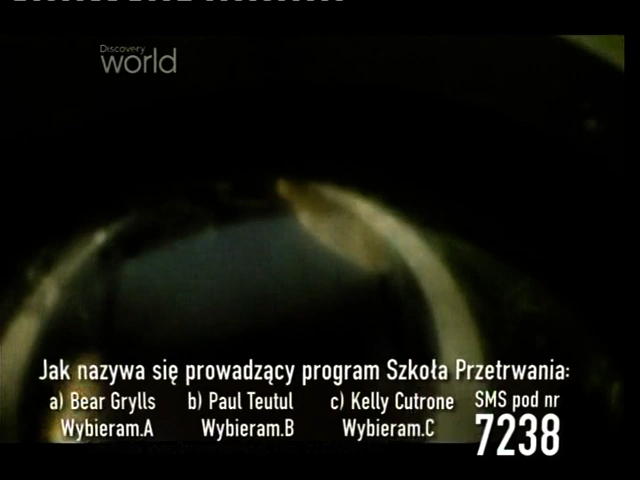 Discovery
world
Jak nazywa się prowadzący program Szkoła Przetrwania:
a) Bear Grylls b) Paul Teutul c) Kelly Cutrone SMS pod nr
Wybieram.A Wybieram.B Wybieram.C 7238